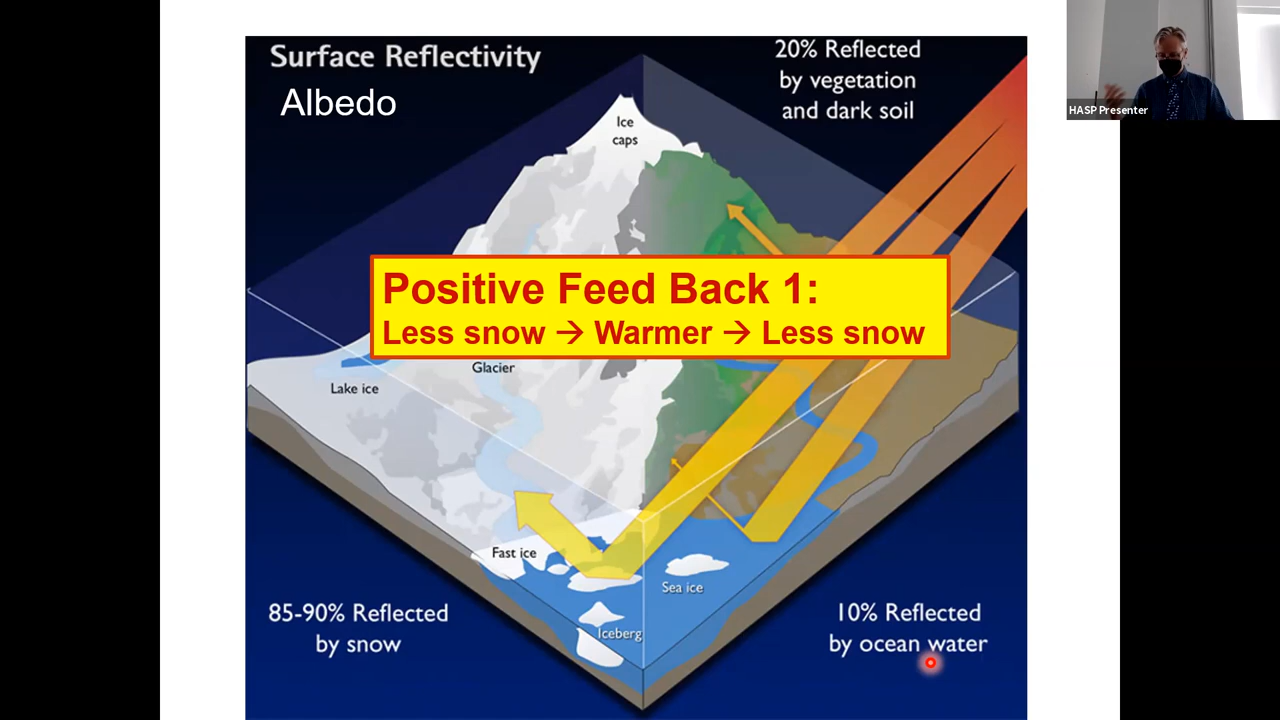 Surface Reflectivity
Albedo
20% Reflected
by vegetation
and dark soil
HASP Presenter
Ice
caps
Positive Feed Back 1:
Less snow → Warmer → Less snow
Glacier
Lake ice
Fast ice
Sea ice
Iceberg
85-90% Reflected
by snow
10% Reflected
by ocean water